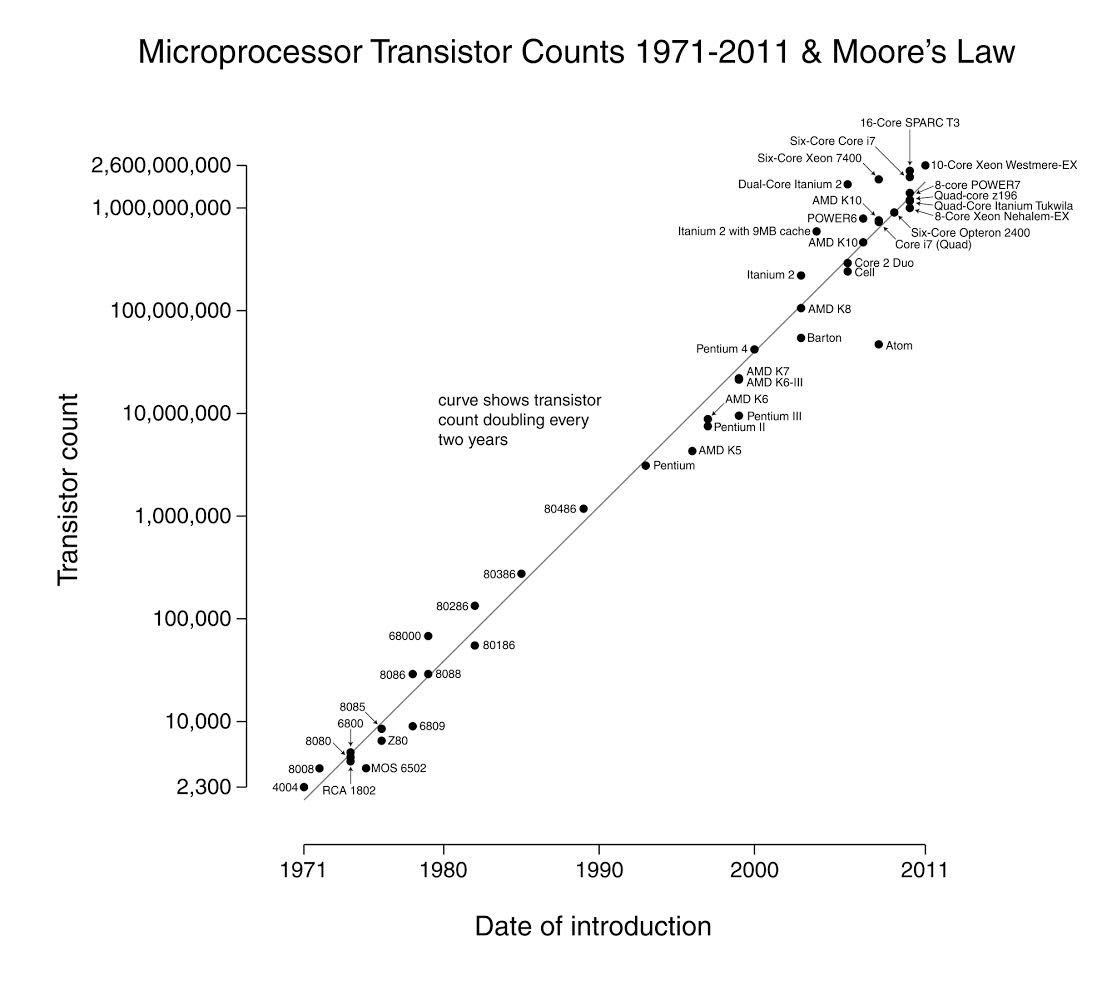 Microprocessor Transistor Counts 1971-2011 & Moore's Law
16-Core SPARC T3
Six-Core Core i7
Six-Core Xeon 7400
2,600,000,000
10-Core Xeon Westmere-EX
Dual-Core Itanium 2
8-core POWER7
Quad-core z196
AMD K10
1,000,000,000
Quad-Core Itanium Tukwila
POWER6
8-Core Xeon Nehalem-EX
Itanium 2 with 9MB cache
Six-Core Opteron 2400
AMD K10
Core i7 (Quad)
Core 2 Duo
Cell
Itanium 2
100,000,000
AMD K8
Barton
Atom
Pentium 4
AMD K7
AMD K6-III
curve shows transistor
count doubling every
two years
AMD K6
10,000,000
Pentium III
Pentium II
AMD K5
Pentium
Transistor count
80486
1,000,000
80386
80286
100,000
68000
80186
8086
8088
8085
10,000
6800
6809
8080
Z80
8008
MOS 6502
2,300
4004
RCA 1802
1971
1980
1990
2000
2011
Date of introduction